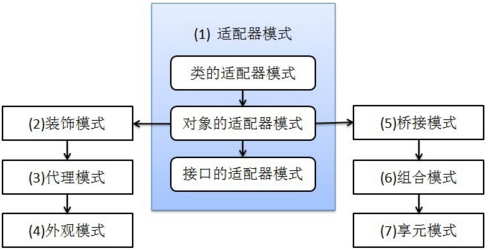 (1) 适配器模式
类的适配器模式
对象的适配器模式
接口的适配器模式
(2)装饰模式
(3)代理模式
(4)外观模式
(5)桥接模式
(6)组合模式
(7)享元模式